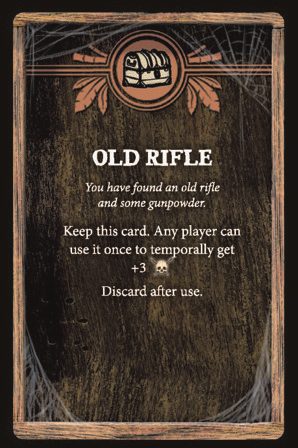 OLD RIFLE
You have found an old rifle
and some gunpowder.
Keep this card. Any player can
use it once to temporally get
+3
Discard after use.